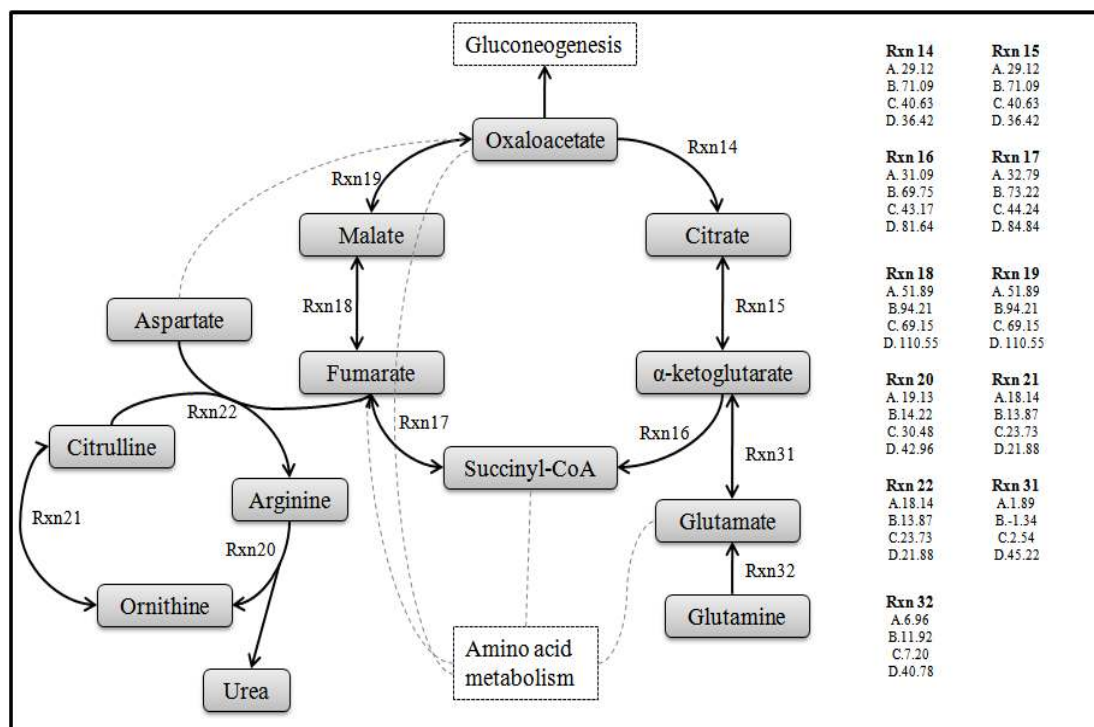 Gluconeogenesis
Oxaloacetate
Rxn14
Rxn19
Malate
Citrate
Rxn18
Rxn15
Aspartate
Fumarate
α-ketoglutarate
Rxn22
Rxn17
Rxn16
Citrulline
Succinyl-CoA
Rxn31
Arginine
Glutamate
Rxn21
Rxn20
Rxn32
Ornithine
Glutamine
Amino acid
metabolism
Urea
Rxn 14
A. 29.12
B. 71.09
C. 40.63
D. 36.42
Rxn 15
A. 29.12
B. 71.09
C. 40.63
D. 36.42
Rxn 16
A. 31.09
B. 69.75
C. 43.17
D. 81.64
Rxn 17
A. 32.79
B. 73.22
C. 44.24
D. 84.84
Rxn 18
A. 51.89
B.94.21
C. 69.15
D. 110.55
Rxn 19
A. 51.89
B. 94.21
C. 69.15
D. 110.55
Rxn 20
A. 19.13
B. 14.22
C. 30.48
D. 42.96
Rxn 21
A.18.14
B.13.87
C.23.73
D.21.88
Rxn 22
A.18.14
B.13.87
C.23.73
D.21.88
Rxn 31
A.1.89
B.-1.34
C.2.54
D.45.22
Rxn 32
A.6.96
B.11.92
C.7.20
D.40.78